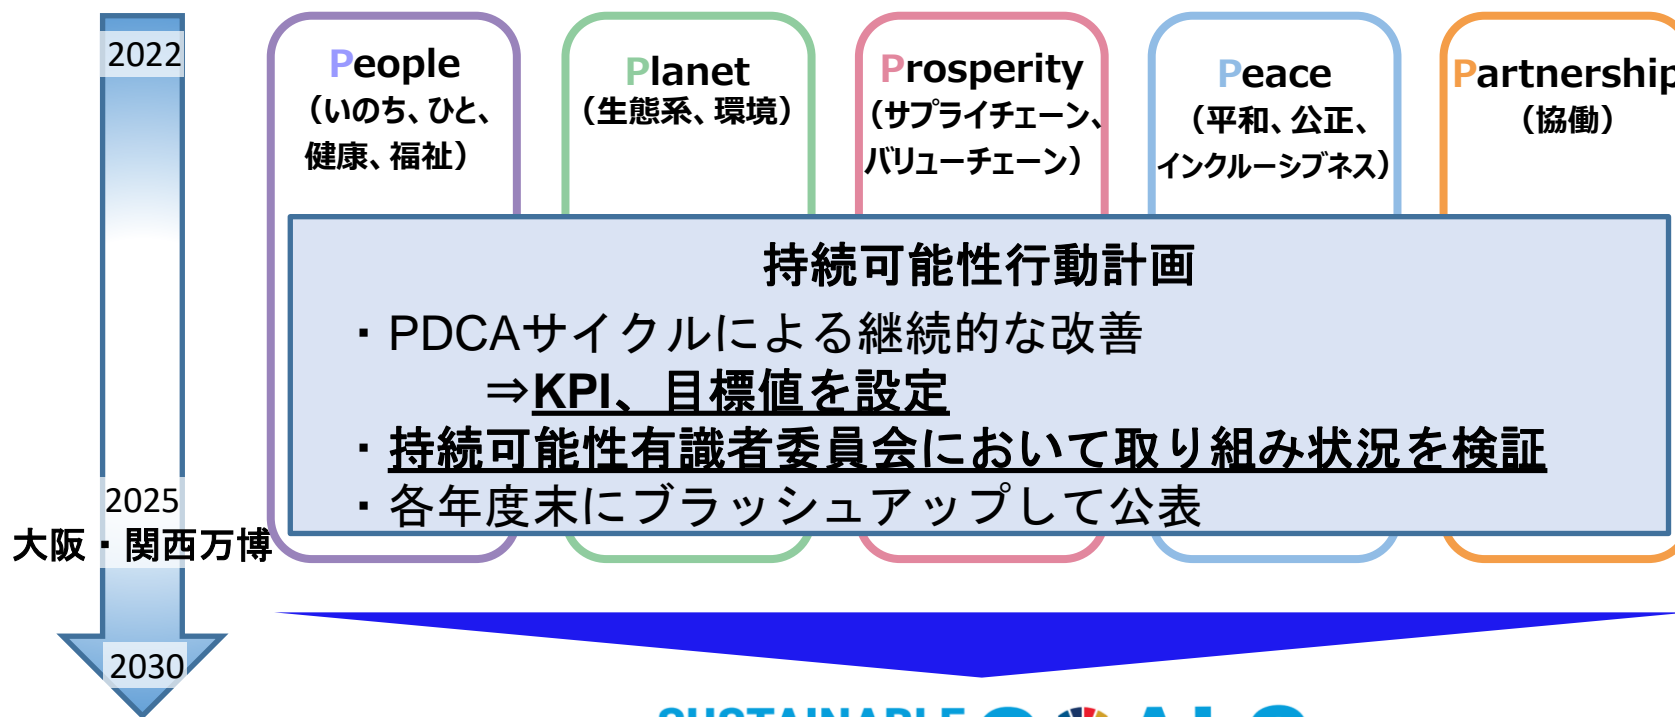 2022
People
（いのち、ひと、
健康、福祉）
Planet
（生態系、環境）
Prosperity
（サプライチェーン、
バリューチェーン）
Peace
（平和、公正、
インクルーシブネス）
Partnership
（協働）
持続可能性行動計画
・PDCAサイクルによる継続的な改善
⇒KPI、目標値を設定
・持続可能性有識者委員会において取り組み状況を検証
・各年度末にブラッシュアップして公表
2025
大阪・関西万博
2030
SUSTAINABLE GOALS